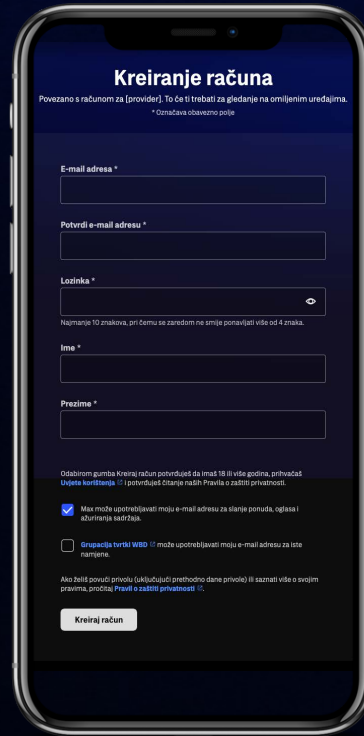 Kreiranje računa
Povezano s računom za [provider]. To će ti trebati za gledanje na omiljenim uređajima.
* Označava obavezno polje
E-mail adresa *
Potvrdi e-mail adresu *
Lozinka *
Najmanje 10 znakova, pri čemu se zaredom ne smije ponavljati više od 4 znaka.
Ime *
Prezime *
Odabirom gumba Kreiraj račun potvrđuješ da imaš 18 ili više godina, prihvaćaš
Uvjete korištenja i potvrđuješ čitanje naših Pravila o zaštiti privatnosti.
Max može upotrebljavati moju e-mail adresu za slanje ponuda, oglasa i
ažuriranja sadržaja.
Grupacija tvrtki WBD može upotrebljavati moju e-mail adresu za iste
namjene.
Ako želiš povući privolu (uključujući prethodno dane privole) ili saznati više o svojim
pravima, pročitaj Pravil o zaštiti privatnosti.
Kreiraj račun